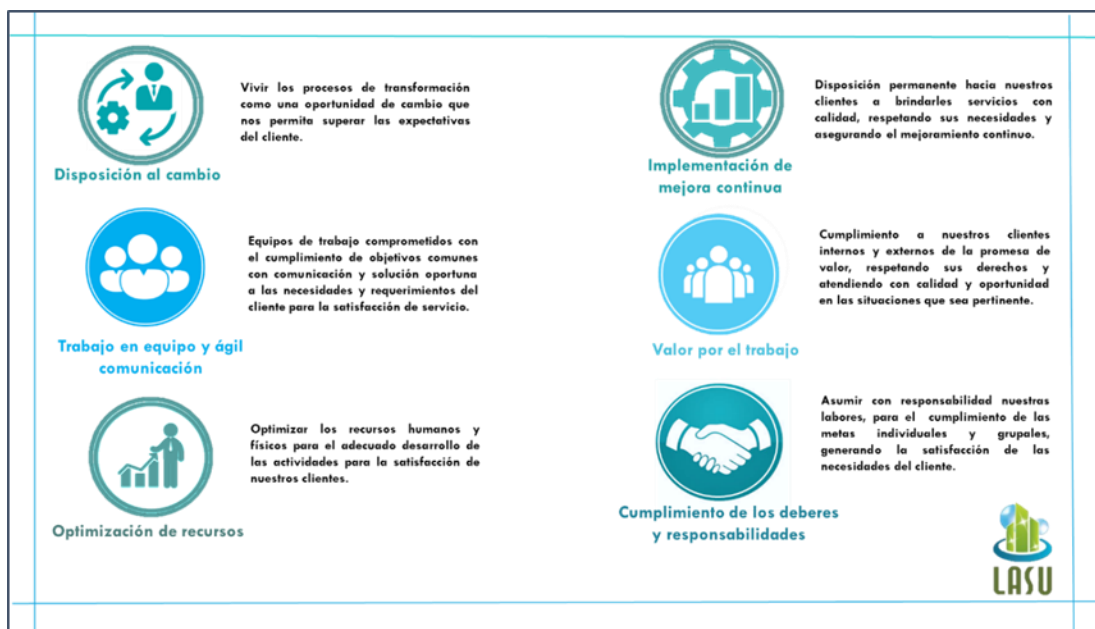 Vivir los procesos de transformación
como una oportunidad de cambio que
nos permita superar las expectativas
del cliente.
Disposición al cambio
Equipos de trabajo comprometidos con
el cumplimiento de objetivos comunes
con comunicación y solución oportuna
a las necesidades y requerimientos del
cliente para la satisfacción de servicio.
Trabajo en equipo y ágil
comunicación
Optimizar los recursos humanos y
físicos para el adecuado desarrollo de
las actividades para la satisfacción de
nuestros clientes.
Optimización de recursos
Disposición permanente hacia nuestros
clientes a brindarles servicios con
calidad, respetando sus necesidades y
asegurando el mejoramiento continuo.
Implementación de
mejora continua
Cumplimiento a nuestros clientes
internos y externos de la promesa de
valor, respetando sus derechos y
atendiendo con calidad y oportunidad
en las situaciones que sea pertinente.
Valor por el trabajo
Asumir con responsabilidad nuestras
labores, para el cumplimiento de las
metas individuales y grupales,
generando la satisfacción de las
necesidades del cliente.
Cumplimiento de los deberes
y responsabilidades
LASU